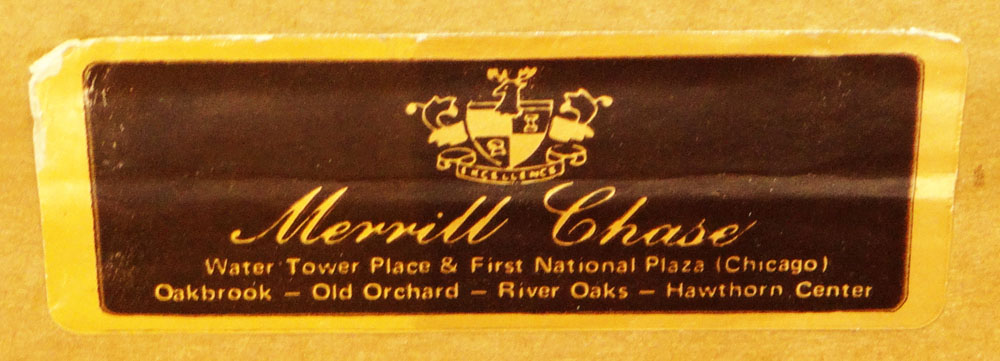 EXCELLENCE
Merrill Chase
Water Tower Place & First National Plaza (Chicago)
Oakbrook — Old Orchard — River Oaks — Hawthorn Center